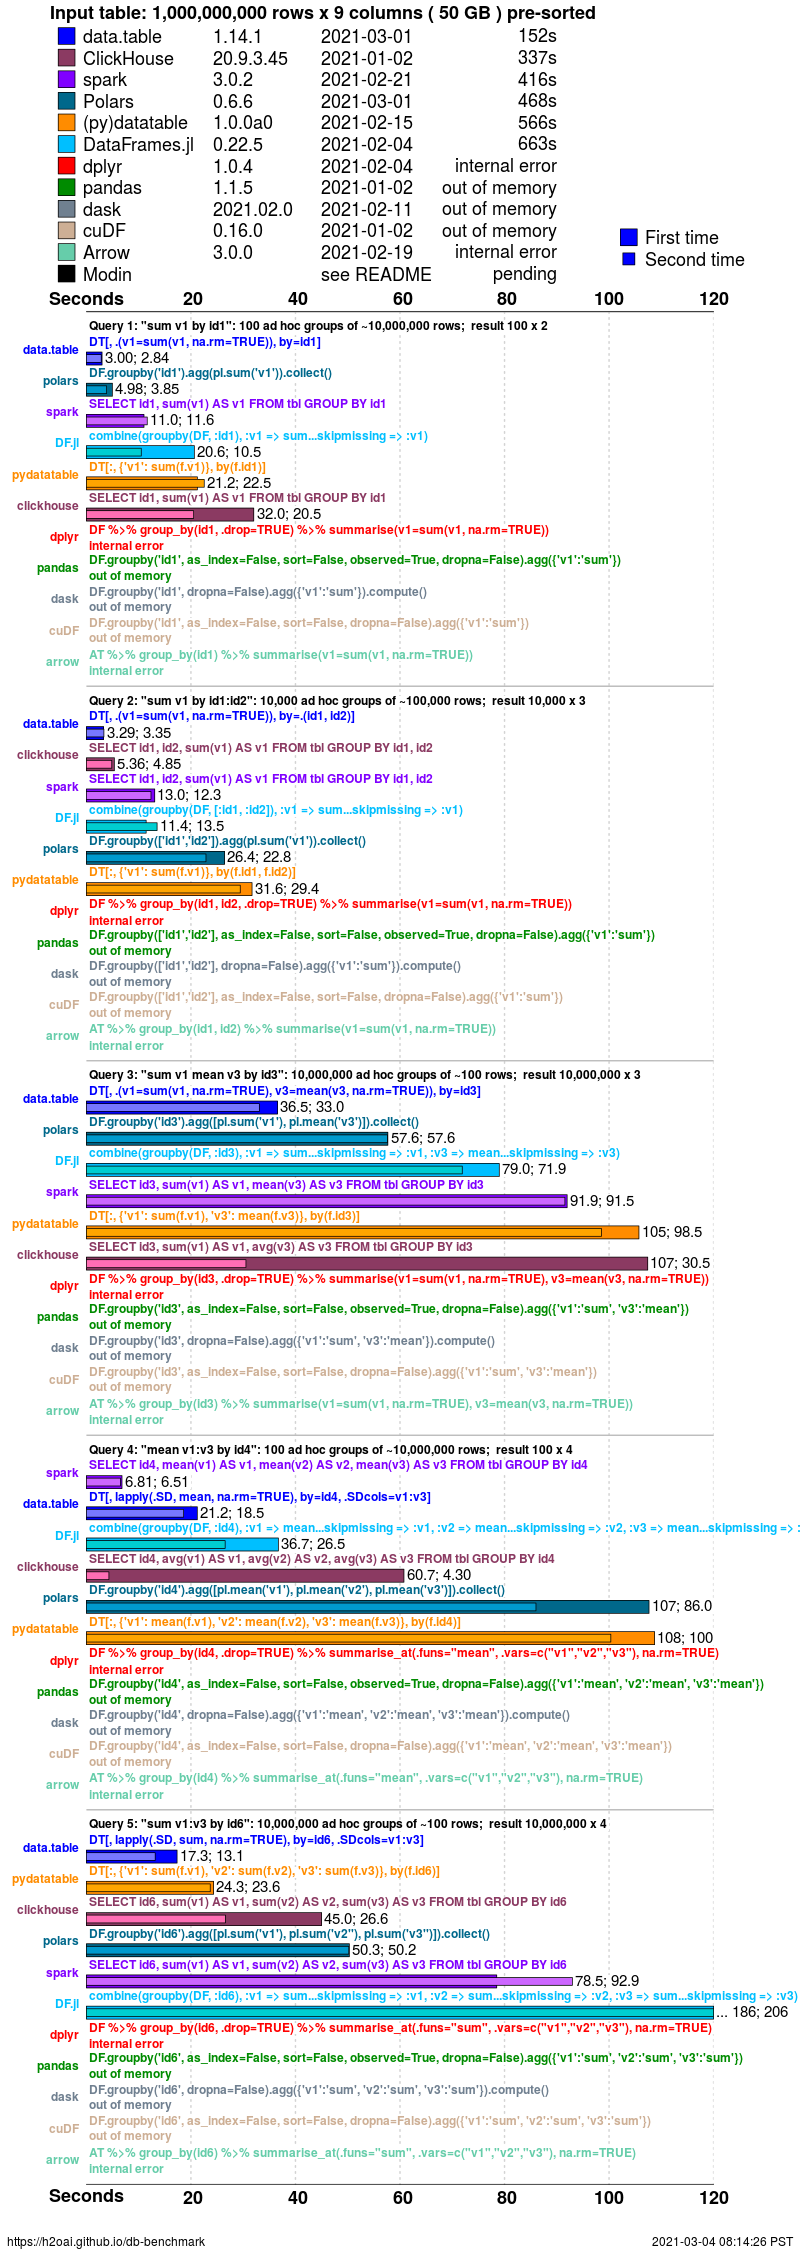 Input table: 1,000,000,000 rows x 9 columns ( 50 GB ) pre-sorted
data.table 1.14.1 2021-03-01 152s
ClickHouse 20.9.3.45 2021-01-02 337s
spark 3.0.2 2021-02-21 416s
Polars 0.6.6 2021-03-01 468s
(py)datatable 1.0.0a0 2021-02-15 566s
DataFrames.jl 0.22.5 2021-02-04 663s
dplyr 1.0.4 2021-02-04 internal error
pandas 1.1.5 2021-01-02 out of memory
dask 2021.02.0 2021-02-11 out of memory
cuDF 0.16.0 2021-01-02 out of memory
Arrow 3.0.0 2021-02-19 internal error
Modin see README pending
First time
Second time
Seconds 20 40 60 80 100 120
Query 1: "sum v1 by id1": 100 ad hoc groups of ~10,000,000 rows; result 100 x 2
DT[, .(v1=sum(v1, na.rm=TRUE)), by=id1]
data.table 3.00; 2.84
DF.groupby('id1').agg(pl.sum('v1')).collect()
polars 4.98; 3.85
SELECT id1, sum(v1) AS v1 FROM tbl GROUP BY id1
spark 11.0; 11.6
combine(groupby(DF, :id1), :v1 => sum...skipmissing => :v1)
DF.jl 20.6; 10.5
DT[:, {'v1': sum(f.v1)}, by(f.id1)]
pydatatable 21.2; 22.5
SELECT id1, sum(v1) AS v1 FROM tbl GROUP BY id1
clickhouse 32.0; 20.5
DF %>% group_by(id1, .drop=TRUE) %>% summarise(v1=sum(v1, na.rm=TRUE))
dplyr internal error
DF.groupby('id1', as_index=False, sort=False, observed=True, dropna=False).agg({'v1':'sum'})
pandas out of memory
DF.groupby('id1', dropna=False).agg({'v1':'sum'}).compute()
dask out of memory
DF.groupby('id1', as_index=False, sort=False, dropna=False).agg({'v1':'sum'})
cuDF out of memory
AT %>% group_by(id1) %>% summarise(v1=sum(v1, na.rm=TRUE))
arrow internal error
Query 2: "sum v1 by id1:id2": 10,000 ad hoc groups of ~100,000 rows; result 10,000 x 3
DT[, .(v1=sum(v1, na.rm=TRUE)), by=.(id1, id2)]
data.table 3.29; 3.35
SELECT id1, id2, sum(v1) AS v1 FROM tbl GROUP BY id1, id2
clickhouse 5.36; 4.85
SELECT id1, id2, sum(v1) AS v1 FROM tbl GROUP BY id1, id2
spark 13.0; 12.3
combine(groupby(DF, [:id1, :id2]), :v1 => sum...skipmissing => :v1)
DF.jl 11.4; 13.5
DF.groupby(['id1','id2']).agg(pl.sum('v1')).collect()
polars 26.4; 22.8
DT[:, {'v1': sum(f.v1)}, by(f.id1, f.id2)]
pydatatable 31.6; 29.4
DF %>% group_by(id1, id2, .drop=TRUE) %>% summarise(v1=sum(v1, na.rm=TRUE))
dplyr internal error
DF.groupby(['id1','id2'], as_index=False, sort=False, observed=True, dropna=False).agg({'v1':'sum'})
pandas out of memory
DF.groupby(['id1','id2'], dropna=False).agg({'v1':'sum'}).compute()
dask out of memory
DF.groupby(['id1','id2'], as_index=False, sort=False, dropna=False).agg({'v1':'sum'})
cuDF out of memory
AT %>% group_by(id1, id2) %>% summarise(v1=sum(v1, na.rm=TRUE))
arrow internal error
Query 3: "sum v1 mean v3 by id3": 10,000,000 ad hoc groups of ~100 rows; result 10,000,000 x 3
DT[, .(v1=sum(v1, na.rm=TRUE), v3=mean(v3, na.rm=TRUE)), by=id3]
data.table 36.5; 33.0
DF.groupby('id3').agg([pl.sum('v1'), pl.mean('v3')]).collect()
polars 57.6; 57.6
combine(groupby(DF, :id3), :v1 => sum...skipmissing => :v1, :v3 => mean...skipmissing => :v3)
DF.jl 79.0; 71.9
SELECT id3, sum(v1) AS v1, mean(v3) AS v3 FROM tbl GROUP BY id3
spark 91.9; 91.5
DT[:, {'v1': sum(f.v1), 'v3': mean(f.v3)}, by(f.id3)]
pydatatable 105; 98.5
SELECT id3, sum(v1) AS v1, avg(v3) AS v3 FROM tbl GROUP BY id3
clickhouse 107; 30.5
DF %>% group_by(id3, .drop=TRUE) %>% summarise(v1=sum(v1, na.rm=TRUE), v3=mean(v3, na.rm=TRUE))
dplyr internal error
DF.groupby('id3', as_index=False, sort=False, observed=True, dropna=False).agg({'v1':'sum', 'v3':'mean'})
pandas out of memory
DF.groupby('id3', dropna=False).agg({'v1':'sum', 'v3':'mean'}).compute()
dask out of memory
DF.groupby('id3', as_index=False, sort=False, dropna=False).agg({'v1':'sum', 'v3':'mean'})
cuDF out of memory
AT %>% group_by(id3) %>% summarise(v1=sum(v1, na.rm=TRUE), v3=mean(v3, na.rm=TRUE))
arrow internal error
Query 4: "mean v1:v3 by id4": 100 ad hoc groups of ~10,000,000 rows; result 100 x 4
SELECT id4, mean(v1) AS v1, mean(v2) AS v2, mean(v3) AS v3 FROM tbl GROUP BY id4
spark 6.81; 6.51
DT[, lapply(.SD, mean, na.rm=TRUE), by=id4, .SDcols=v1:v3]
data.table 21.2; 18.5
combine(groupby(DF, :id4), :v1 => mean...skipmissing => :v1, :v2 => mean...skipmissing => :v2, :v3 => mean...skipmissing => :
DF.jl 36.7; 26.5
SELECT id4, avg(v1) AS v1, avg(v2) AS v2, avg(v3) AS v3 FROM tbl GROUP BY id4
clickhouse 60.7; 4.30
DF.groupby('id4').agg([pl.mean('v1'), pl.mean('v2'), pl.mean('v3')]).collect()
polars 107; 86.0
DT[:, {'v1': mean(f.v1), 'v2': mean(f.v2), 'v3': mean(f.v3)}, by(f.id4)]
pydatatable 108; 100
DF %>% group_by(id4, .drop=TRUE) %>% summarise_at(.funs="mean", .vars=c("v1","v2","v3"), na.rm=TRUE)
dplyr internal error
DF.groupby('id4', as_index=False, sort=False, observed=True, dropna=False).agg({'v1':'mean', 'v2':'mean', 'v3':'mean'})
pandas out of memory
DF.groupby('id4', dropna=False).agg({'v1':'mean', 'v2':'mean', 'v3':'mean'}).compute()
dask out of memory
DF.groupby('id4', as_index=False, sort=False, dropna=False).agg({'v1':'mean', 'v2':'mean', 'v3':'mean'})
cuDF out of memory
AT %>% group_by(id4) %>% summarise_at(.funs="mean", .vars=c("v1","v2","v3"), na.rm=TRUE)
arrow internal error
Query 5: "sum v1:v3 by id6": 10,000,000 ad hoc groups of ~100 rows; result 10,000,000 x 4
DT[, lapply(.SD, sum, na.rm=TRUE), by=id6, .SDcols=v1:v3]
data.table 17.3; 13.1
DT[:, {'v1': sum(f.v1), 'v2': sum(f.v2), 'v3': sum(f.v3)}, by(f.id6)]
pydatatable 24.3; 23.6
SELECT id6, sum(v1) AS v1, sum(v2) AS v2, sum(v3) AS v3 FROM tbl GROUP BY id6
clickhouse 45.0; 26.6
DF.groupby('id6').agg([pl.sum('v1'), pl.sum("v2"), pl.sum("v3")]).collect()
polars 50.3; 50.2
SELECT id6, sum(v1) AS v1, sum(v2) AS v2, sum(v3) AS v3 FROM tbl GROUP BY id6
spark 78.5; 92.9
combine(groupby(DF, :id6), :v1 => sum...skipmissing => :v1, :v2 => sum...skipmissing => :v2, :v3 => sum...skipmissing => :v3)
DF.jl ... 186; 206
DF %>% group_by(id6, .drop=TRUE) %>% summarise_at(.funs="sum", .vars=c("v1","v2","v3"), na.rm=TRUE)
dplyr internal error
DF.groupby('id6', as_index=False, sort=False, observed=True, dropna=False).agg({'v1':'sum', 'v2':'sum', 'v3':'sum'})
pandas out of memory
DF.groupby('id6', dropna=False).agg({'v1':'sum', 'v2':'sum', 'v3':'sum'}).compute()
dask out of memory
DF.groupby('id6', as_index=False, sort=False, dropna=False).agg({'v1':'sum', 'v2':'sum', 'v3':'sum'})
cuDF out of memory
AT %>% group_by(id6) %>% summarise_at(.funs="sum", .vars=c("v1","v2","v3"), na.rm=TRUE)
arrow internal error
Seconds 20 40 60 80 100 120
https://h2oai.github.io/db-benchmark 2021-03-04 08:14:26 PST